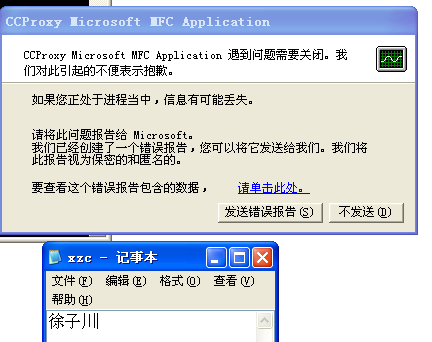 CCProxy Microsoft MFC Application
CCProxy Microsoft MFC Application 遇到问题需要关闭。我
们对此引起的不便表示抱歉。
如果您正处于进程当中，信息有可能丢失。
请将此问题报告给 Microsoft。
我们已经创建了一个错误报告，您可以将它发送给我们。我们将
此报告视为保密的和匿名的。
要查看这个错误报告包含的数据，  请单击此处。
发送错误报告(S)  不发送(D)
xzc - 记事本
文件(F) 编辑(E) 格式(O) 查看(V)
帮助(H)
徐子川